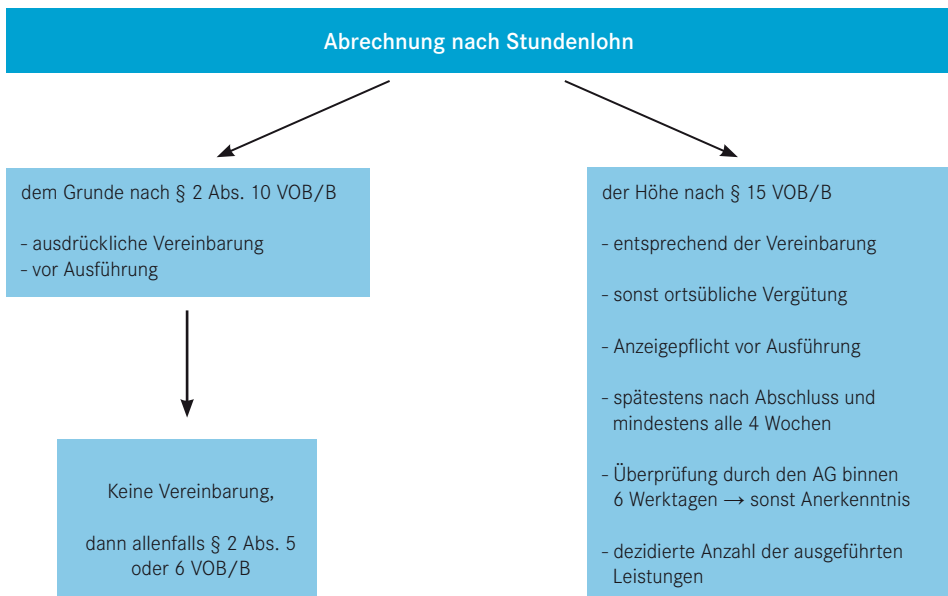 Abrechnung nach Stundenlohn
dem Grunde nach § 2 Abs. 10 VOB/B
- ausdrückliche Vereinbarung
- vor Ausführung
Keine Vereinbarung,
dann allenfalls § 2 Abs. 5
oder 6 VOB/B
der Höhe nach § 15 VOB/B
- entsprechend der Vereinbarung
- sonst ortsübliche Vergütung
- Anzeigepflicht vor Ausführung
- spätestens nach Abschluss und
mindestens alle 4 Wochen
- Überprüfung durch den AG binnen
6 Werktagen → sonst Anerkenntnis
- dezidierte Anzahl der ausgeführten
Leistungen